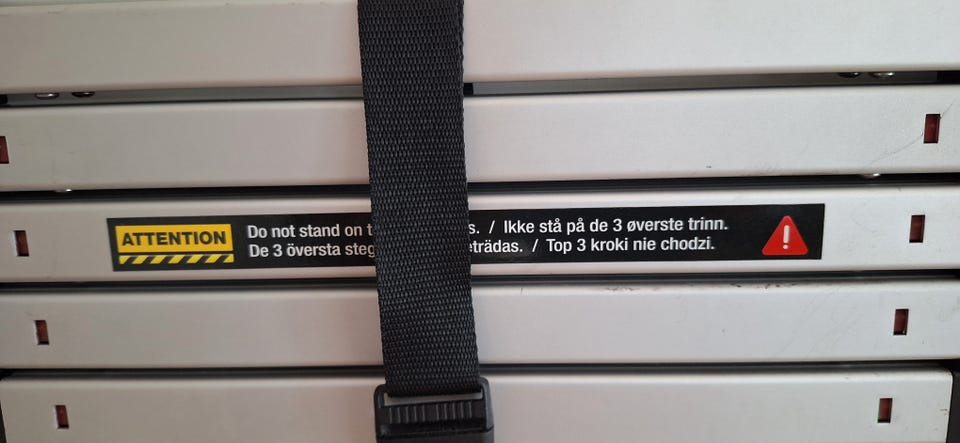 ATTENTION
Do not stand on t s. / Ikke stå på de 3 øverste trinn.
De 3 översta steg eträdas. / Top 3 kroki nie chodzi.